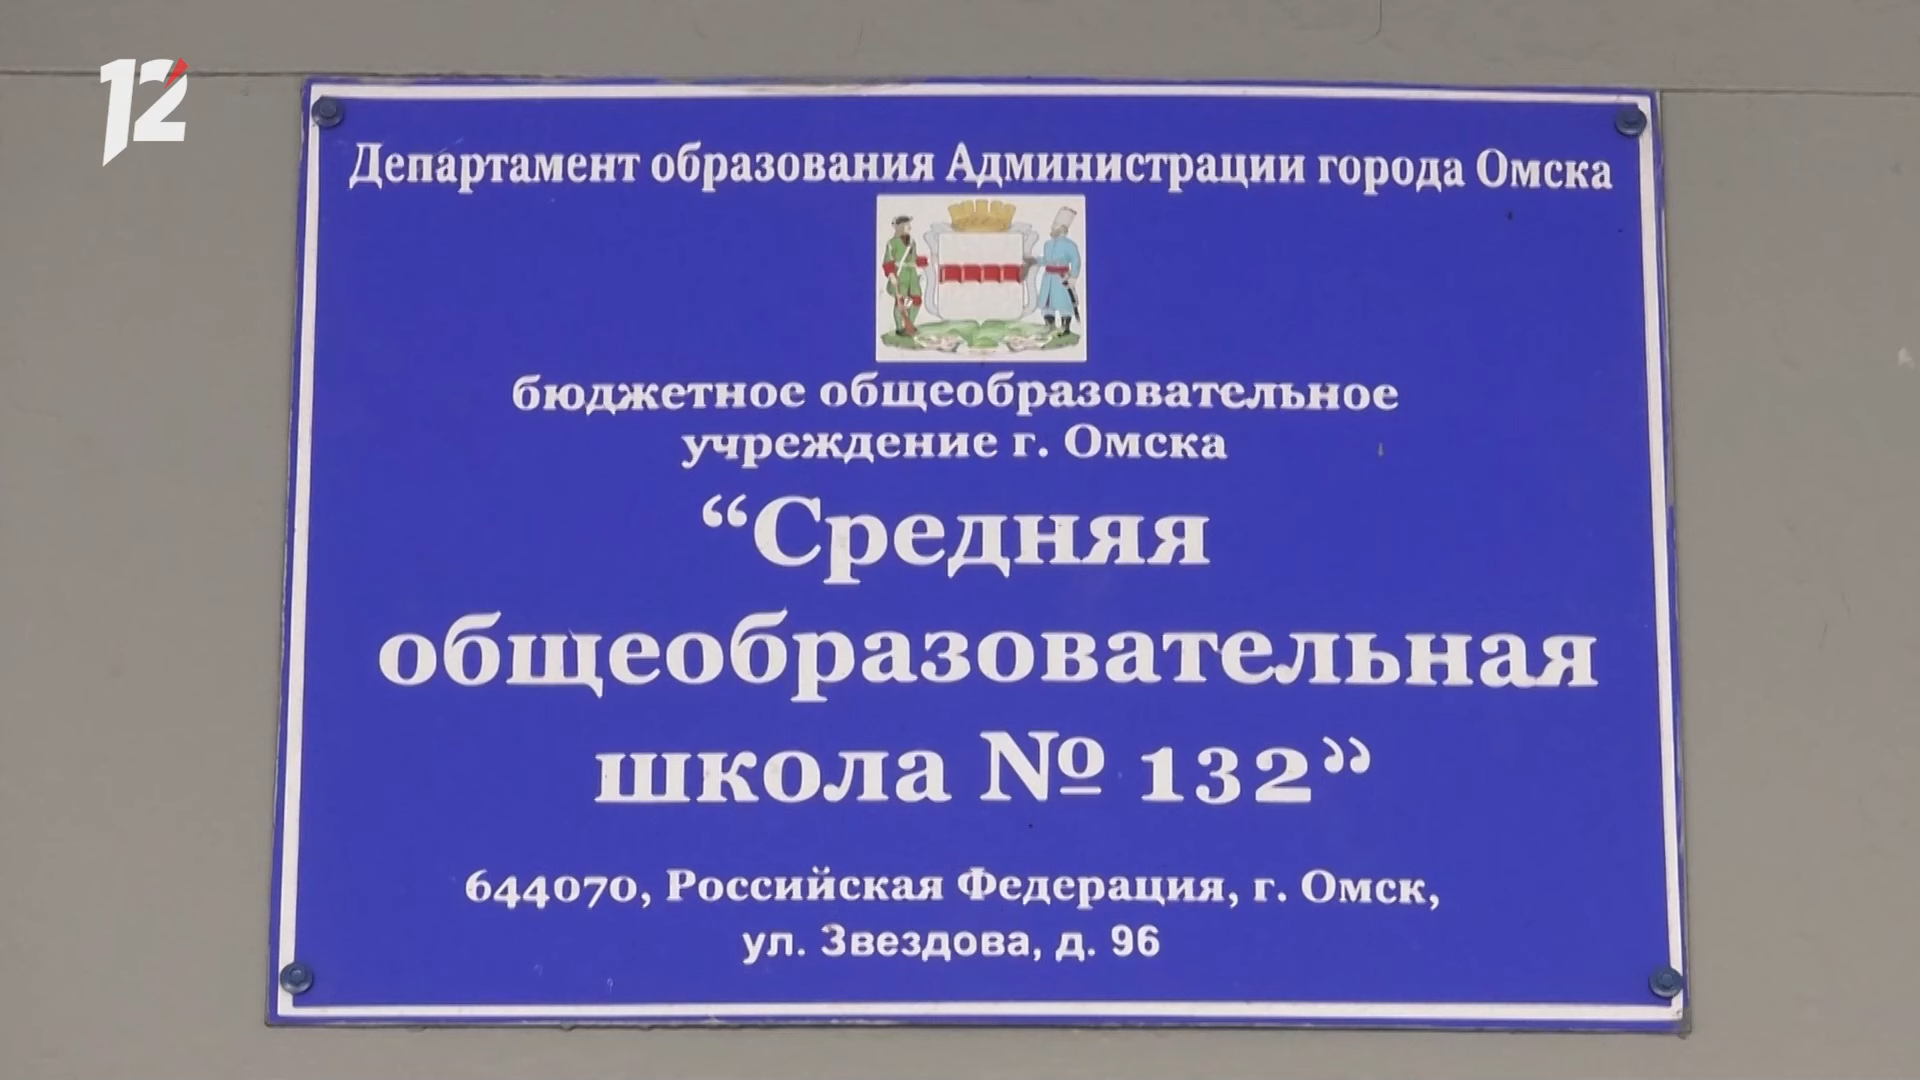 12
Департамент образования Администрации города Омска
бюджетное общеобразовательное
учреждение г. Омска
“Средняя
общеобразовательная
школа № 132”
644070, Российская Федерация, г. Омск,
ул. Звездова, д. 96